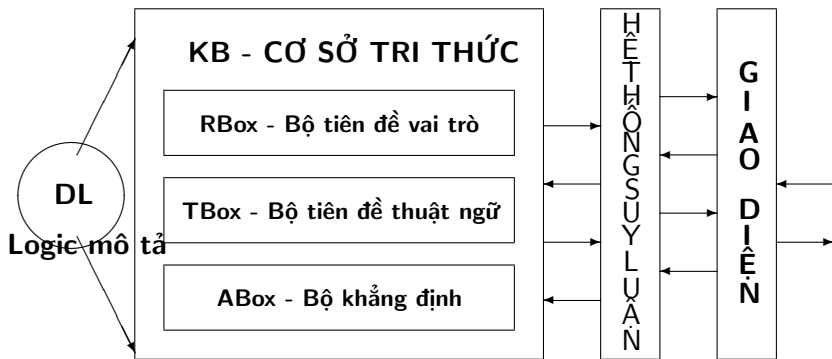 DL
Logic mô tả
KB - CƠ SỞ TRI THỨC
RBox - Bộ tiên đề vai trò
TBox - Bộ tiên đề thuật ngữ
ABox - Bộ khẳng định
HỆ THỐNG SUY LUẬN
GIAO DIỆN